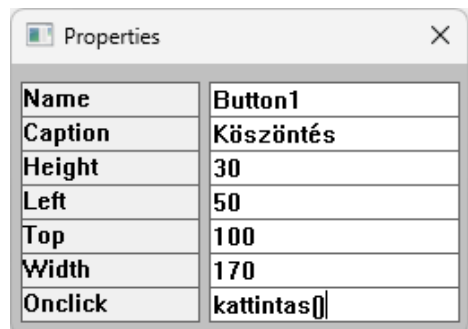 Properties
Name Button1
Caption Köszöntés
Height 30
Left 50
Top 100
Width 170
Onclick kattintas()